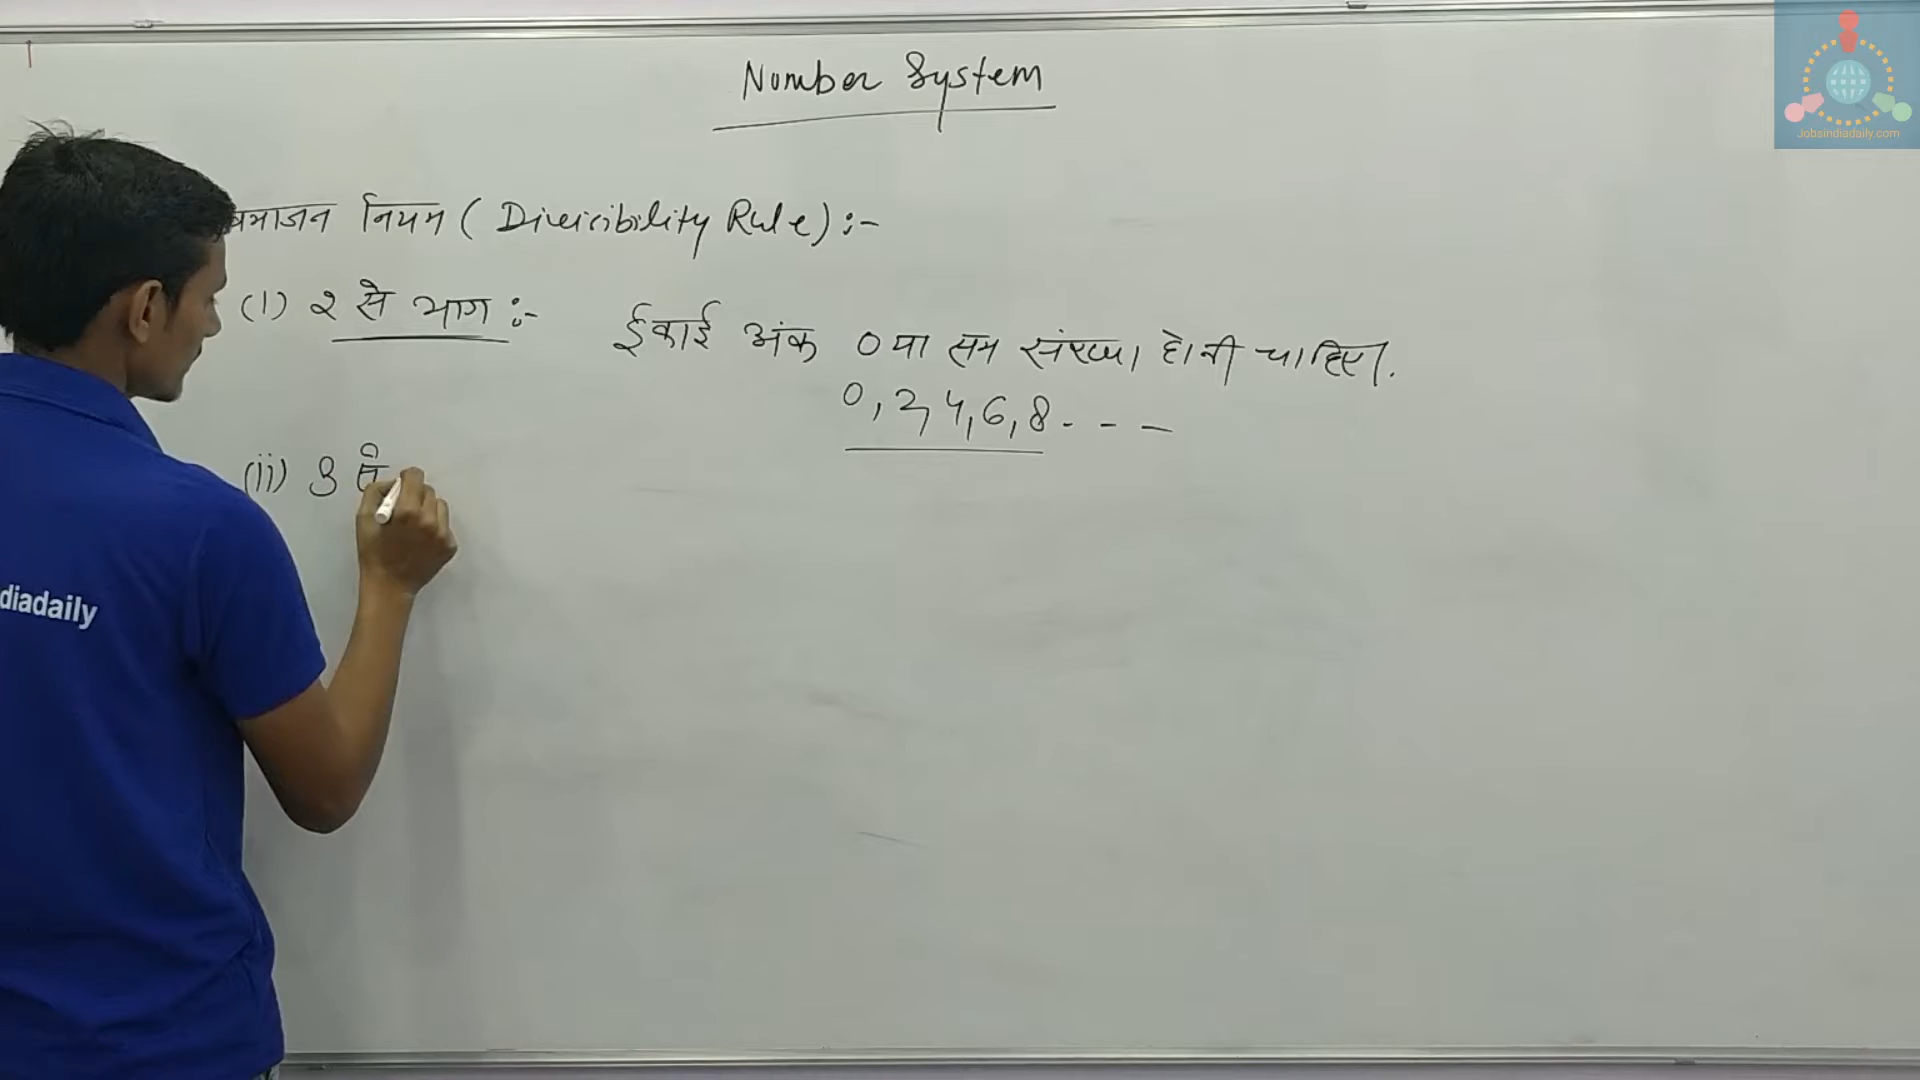 Number System
विभाजन नियम ( Divisibility Rule) :-
(i) 2 से भाग :- ईकाई अंक 0 या सम संख्या होनी चाहिए.
0, 2, 4, 6, 8 - - -
(ii) 3 से
diadaily
Jobsindiadaily.com